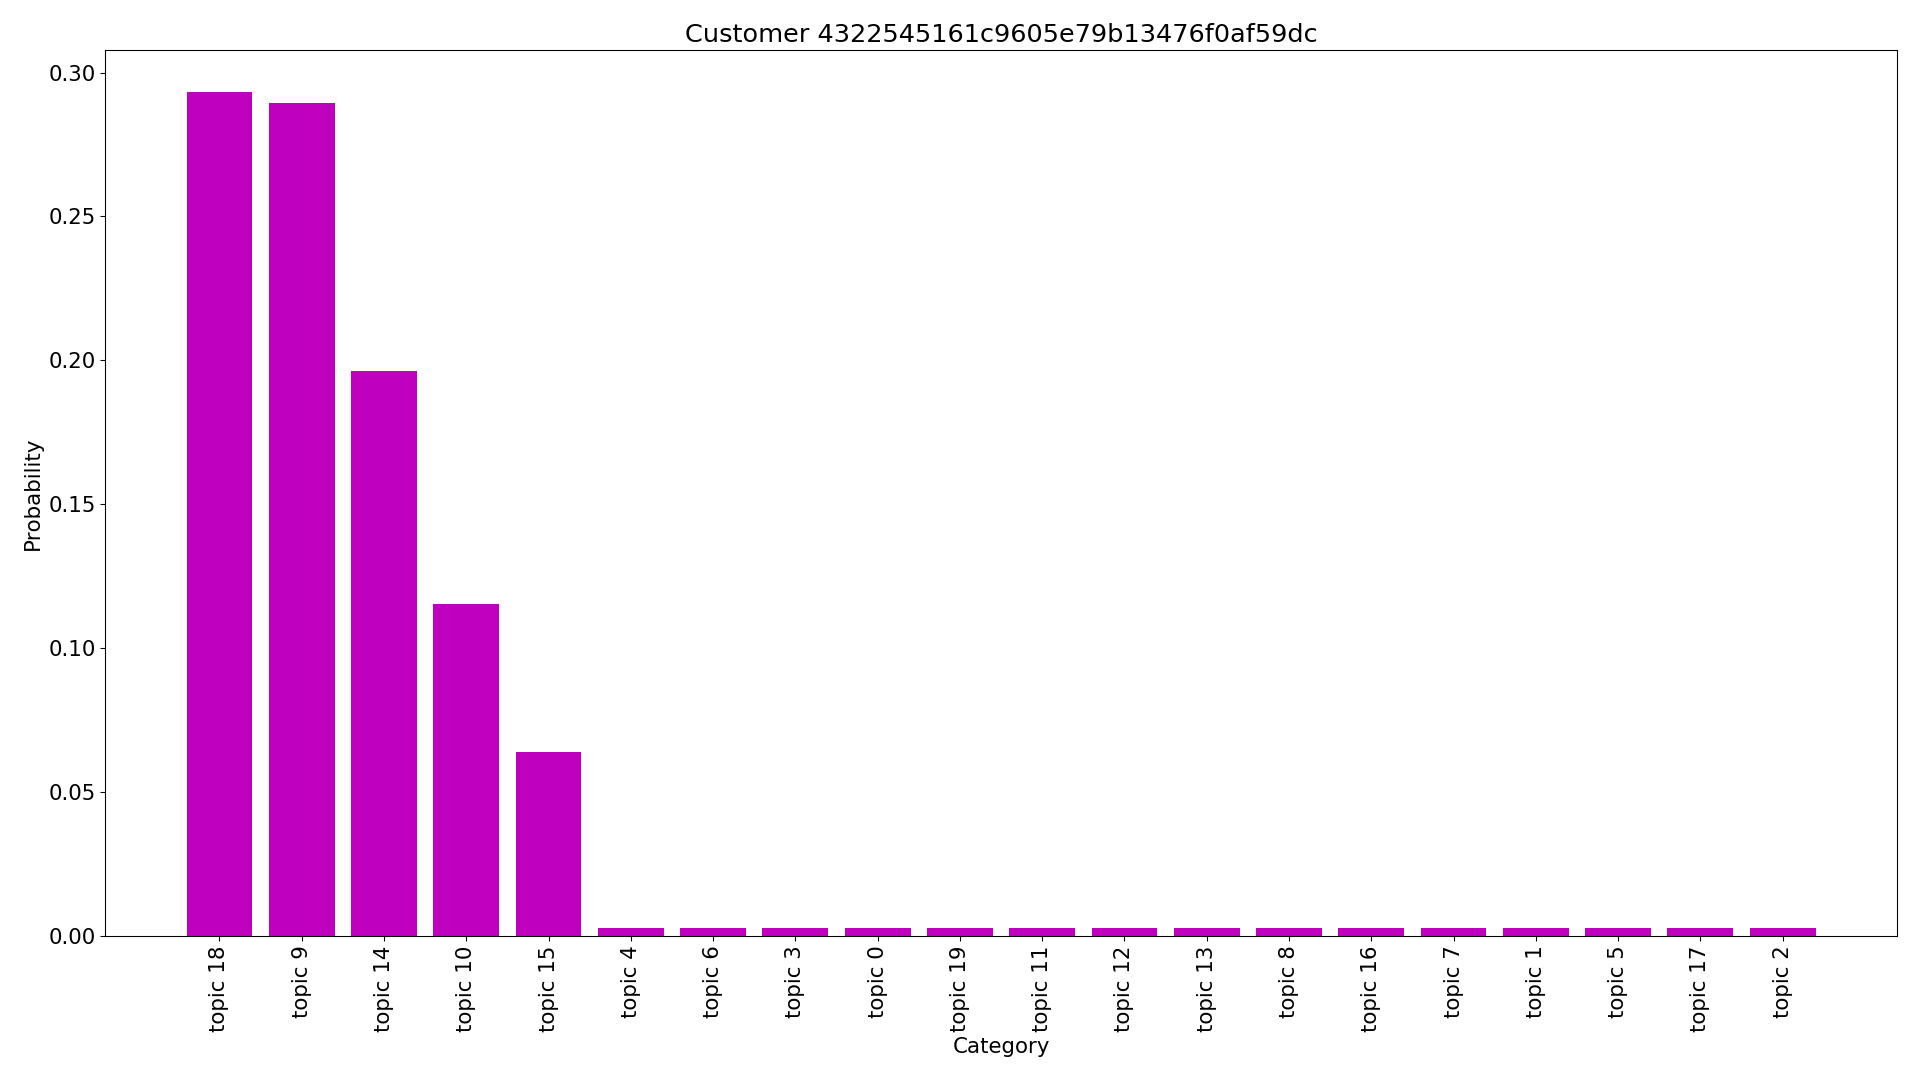 Customer 4322545161c9605e79b13476f0af59dc
0.30
0.25
0.20
0.15
0.10
0.05
0.00
Probability
topic 18
topic 9
topic 14
topic 10
topic 15
topic 4
topic 6
topic 3
topic 0
topic 19
topic 11
topic 12
topic 13
topic 8
topic 16
topic 7
topic 1
topic 5
topic 17
topic 2
Category